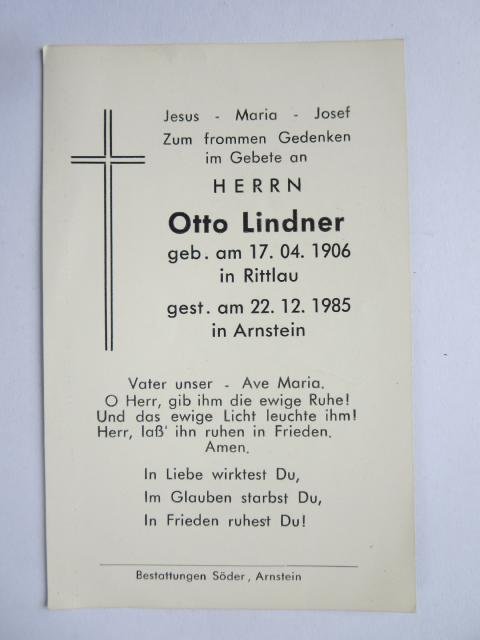 Jesus - Maria - Josef
Zum frommen Gedenken
im Gebete an
HERRN
Otto Lindner
geb. am 17. 04. 1906
in Rittlau
gest. am 22. 12. 1985
in Arnstein
Vater unser - Ave Maria.
O Herr, gib ihm die ewige Ruhe!
Und das ewige Licht leuchte ihm!
Herr, laß' ihn ruhen in Frieden.
Amen.
In Liebe wirktest Du,
Im Glauben starbst Du,
In Frieden ruhest Du!
Bestattungen Söder, Arnstein